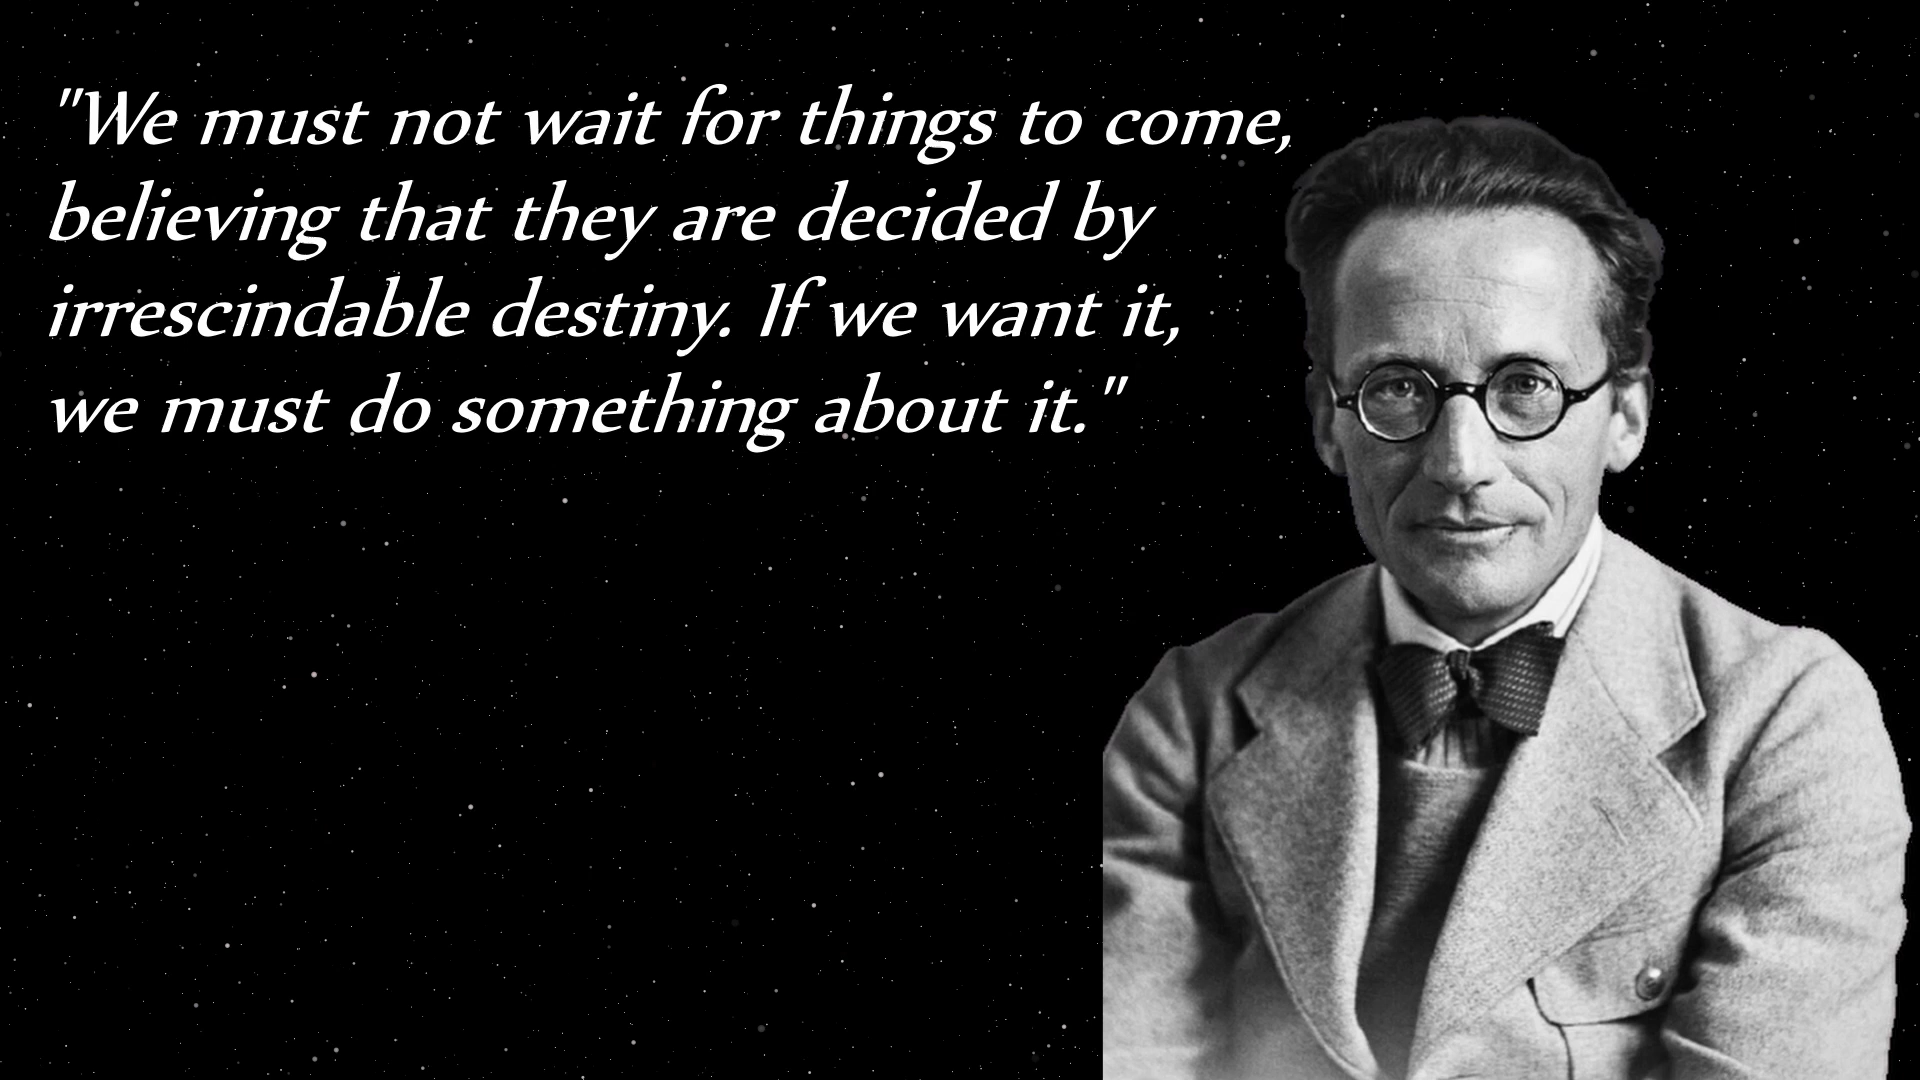 "We must not wait for things to come,
believing that they are decided by
irrescindable destiny. If we want it,
we must do something about it."